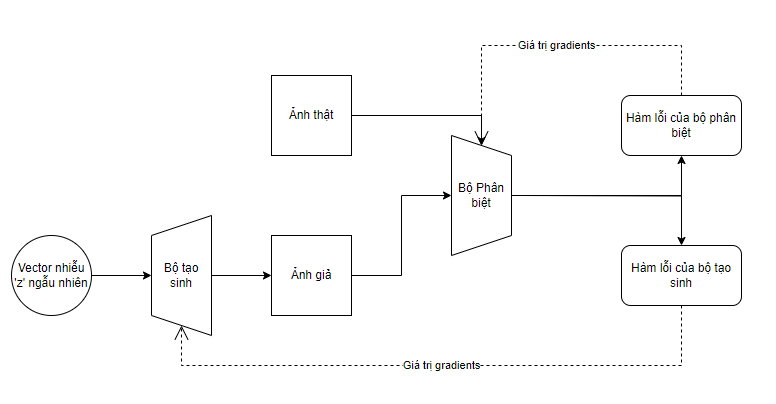 Giá trị gradients
Ảnh thật
Hàm lỗi của bộ phân
biệt
Bộ Phân
biệt
Vector nhiễu
'z' ngẫu nhiên
Bộ tạo
sinh
Ảnh giả
Hàm lỗi của bộ tạo
sinh
Giá trị gradients